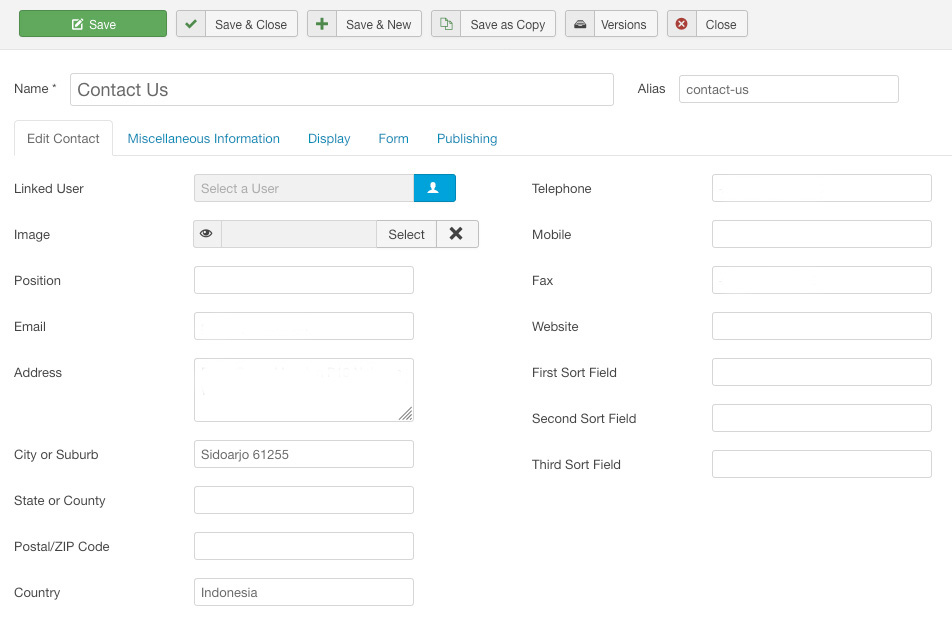 Save Save & Close Save & New Save as Copy Versions Close
Name * Contact Us Alias contact-us
Edit Contact Miscellaneous Information Display Form Publishing
Linked User Select a User Telephone
Image Select Mobile
Position Fax
Email Website
Address First Sort Field
Second Sort Field
City or Suburb Sidoarjo 61255 Third Sort Field
State or County
Postal/ZIP Code
Country Indonesia